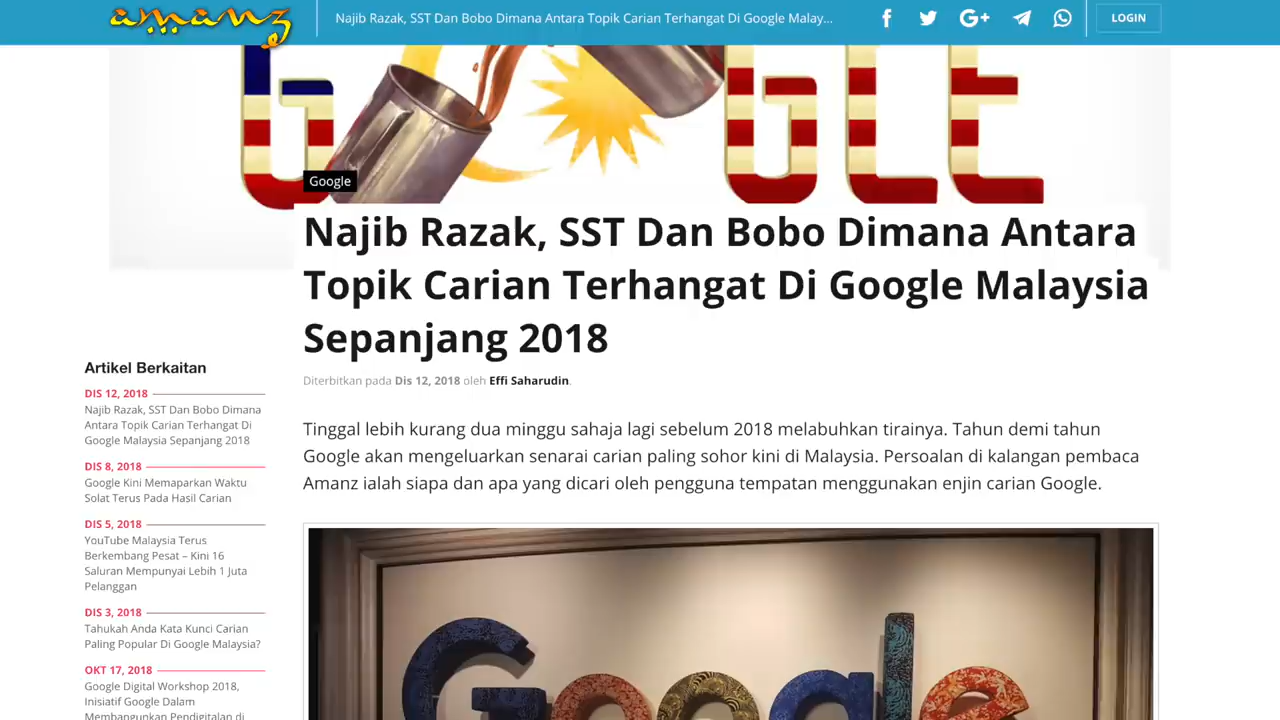 amanz
Najib Razak, SST Dan Bobo Dimana Antara Topik Carian Terhangat Di Google Malay...
LOGIN
Google
Najib Razak, SST Dan Bobo Dimana Antara
Topik Carian Terhangat Di Google Malaysia
Sepanjang 2018
Diterbitkan pada Dis 12, 2018 oleh Effi Saharudin.
Tinggal lebih kurang dua minggu sahaja lagi sebelum 2018 melabuhkan tirainya. Tahun demi tahun
Google akan mengeluarkan senarai carian paling sohor kini di Malaysia. Persoalan di kalangan pembaca
Amanz ialah siapa dan apa yang dicari oleh pengguna tempatan menggunakan enjin carian Google.
Google
Artikel Berkaitan
DIS 12, 2018
Najib Razak, SST Dan Bobo Dimana
Antara Topik Carian Terhangat Di
Google Malaysia Sepanjang 2018
DIS 8, 2018
Google Kini Memaparkan Waktu
Solat Terus Pada Hasil Carian
DIS 5, 2018
YouTube Malaysia Terus
Berkembang Pesat – Kini 16
Saluran Mempunyai Lebih 1 Juta
Pelanggan
DIS 3, 2018
Tahukah Anda Kata Kunci Carian
Paling Popular Di Google Malaysia?
OKT 17, 2018
Google Digital Workshop 2018,
Inisiatif Google Dalam
Membangunkan Pendigitalan di